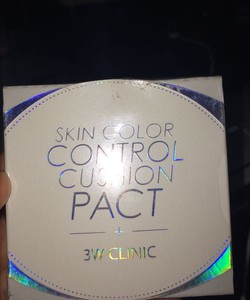 SKIN COLOR
CONTROL
CUSHION
PACT
+
3W CLINIC